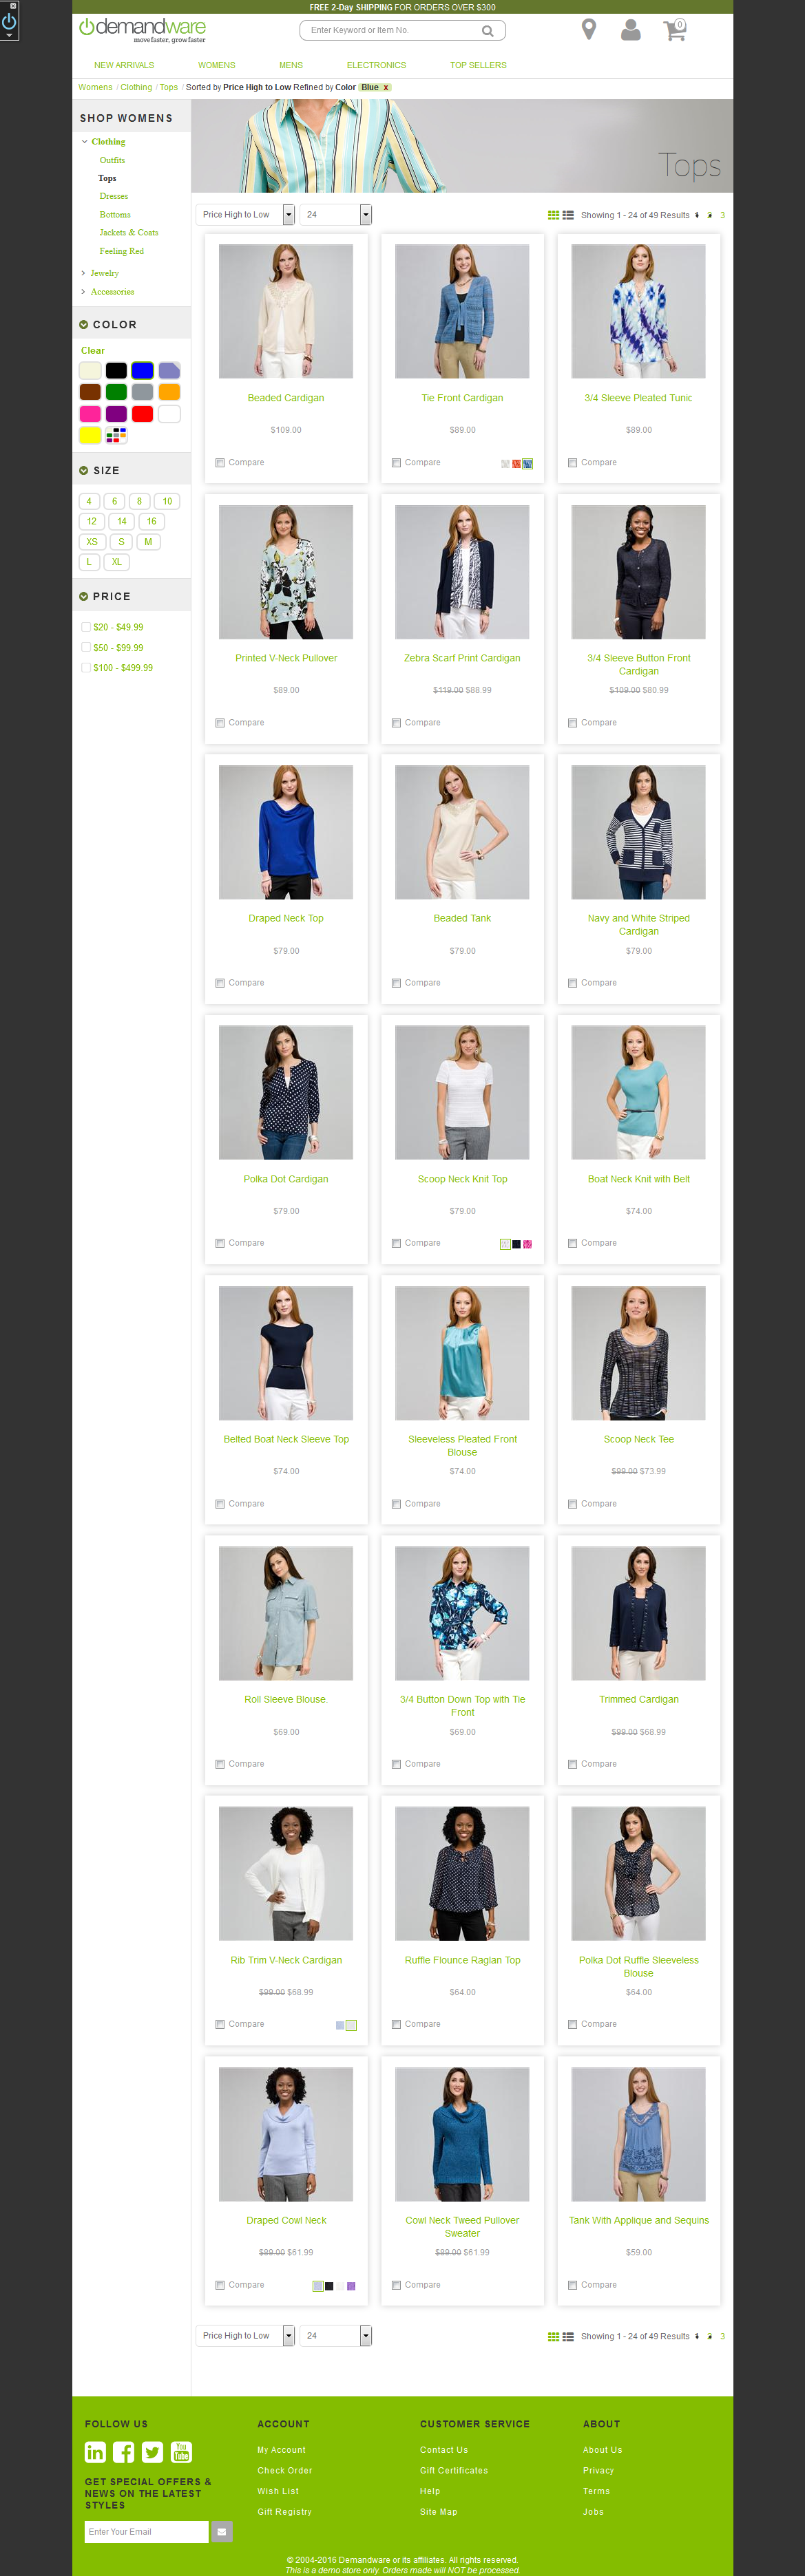 FREE 2-Day SHIPPING FOR ORDERS OVER $300
demandware
move faster, grow faster
Enter Keyword or Item No.
0
NEW ARRIVALS WOMENS MENS ELECTRONICS TOP SELLERS
Womens / Clothing / Tops / Sorted by Price High to Low Refined by Color Blue x
SHOP WOMENS
Clothing
Outfits
Tops
Dresses
Bottoms
Jackets & Coats
Feeling Red
Jewelry
Accessories
COLOR
Clear
SIZE
4 6 8 10
12 14 16
XS S M
L XL
PRICE
$20 - $49.99
$50 - $99.99
$100 - $499.99
Tops
Price High to Low 24 Showing 1 - 24 of 49 Results 1 2 3
Beaded Cardigan
$109.00
Compare
Tie Front Cardigan
$89.00
Compare
3/4 Sleeve Pleated Tunic
$89.00
Compare
Printed V-Neck Pullover
$89.00
Compare
Zebra Scarf Print Cardigan
$119.00 $88.99
Compare
3/4 Sleeve Button Front
Cardigan
$109.00 $80.99
Compare
Draped Neck Top
$79.00
Compare
Beaded Tank
$79.00
Compare
Navy and White Striped
Cardigan
$79.00
Compare
Polka Dot Cardigan
$79.00
Compare
Scoop Neck Knit Top
$79.00
Compare
Boat Neck Knit with Belt
$74.00
Compare
Belted Boat Neck Sleeve Top
$74.00
Compare
Sleeveless Pleated Front
Blouse
$74.00
Compare
Scoop Neck Tee
$99.00 $73.99
Compare
Roll Sleeve Blouse.
$69.00
Compare
3/4 Button Down Top with Tie
Front
$69.00
Compare
Trimmed Cardigan
$99.00 $68.99
Compare
Rib Trim V-Neck Cardigan
$99.00 $68.99
Compare
Ruffle Flounce Raglan Top
$64.00
Compare
Polka Dot Ruffle Sleeveless
Blouse
$64.00
Compare
Draped Cowl Neck
$89.00 $61.99
Compare
Cowl Neck Tweed Pullover
Sweater
$89.00 $61.99
Compare
Tank With Applique and Sequins
$59.00
Compare
Price High to Low 24 Showing 1 - 24 of 49 Results 1 2 3
FOLLOW US
You
Tube
GET SPECIAL OFFERS &
NEWS ON THE LATEST
STYLES
Enter Your Email
ACCOUNT
My Account
Check Order
Wish List
Gift Registry
CUSTOMER SERVICE
Contact Us
Gift Certificates
Help
Site Map
ABOUT
About Us
Privacy
Terms
Jobs
© 2004-2016 Demandware or its affiliates. All rights reserved.
This is a demo store only. Orders made will NOT be processed.